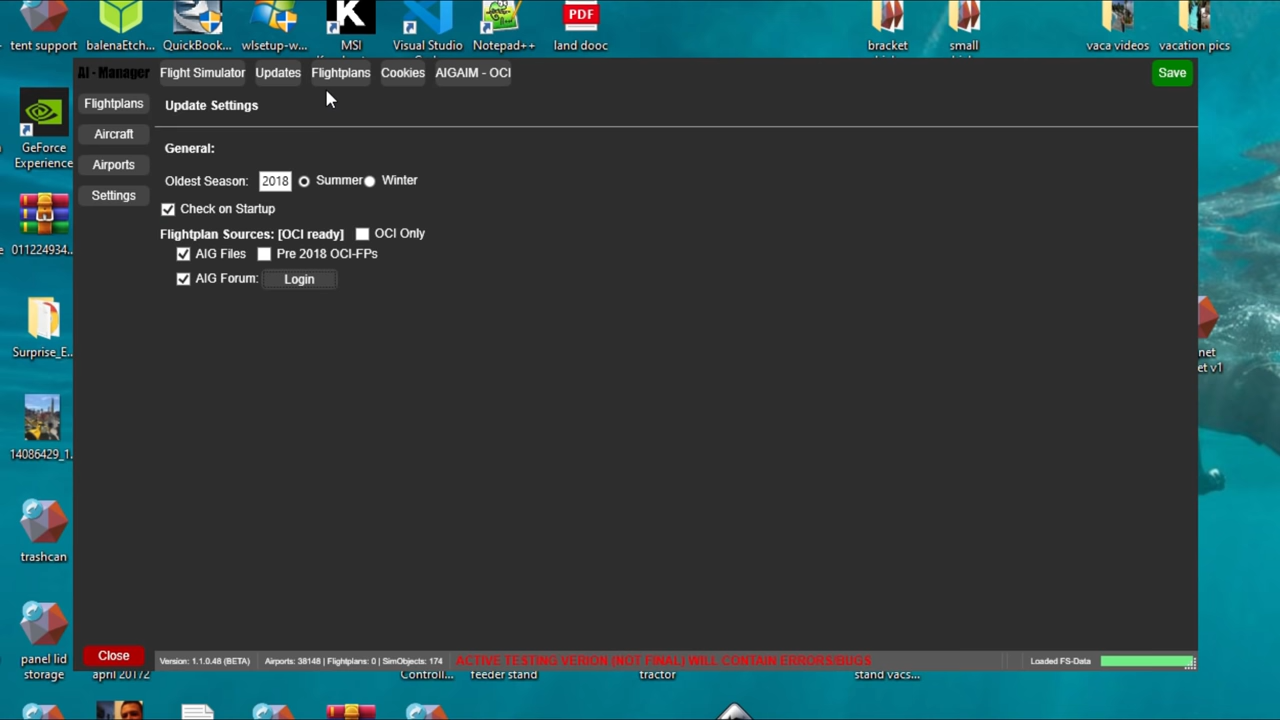 tent support
balenaEtch...
QuickBook...
wlsetup-w...
MSI
Visual Studio
Notepad++
PDF
land dooc
bracket
small
vaca videos
vacation pics
AI - Manager
Flight Simulator
Updates
Flightplans
Cookies
AIGAIM - OCI
Save
Flightplans
Aircraft
Airports
Settings
Update Settings
General:
Oldest Season: 2018 Summer Winter
Check on Startup
Flightplan Sources: [OCI ready] OCI Only
AIG Files Pre 2018 OCI-FPs
AIG Forum: Login
GeForce
Experience
011224934...
Surprise_E...
14086429_1...
trashcan
panel lid
storage
net
et v1
Close
Version: 1.1.0.48 (BETA)
Airports: 38148 | Flightplans: 0 | SimObjects: 174
ACTIVE TESTING VERION (NOT FINAL) WILL CONTAIN ERRORS/BUGS
Loaded FS-Data
april 2017/2
Controll...
feeder stand
tractor
stand vacs...